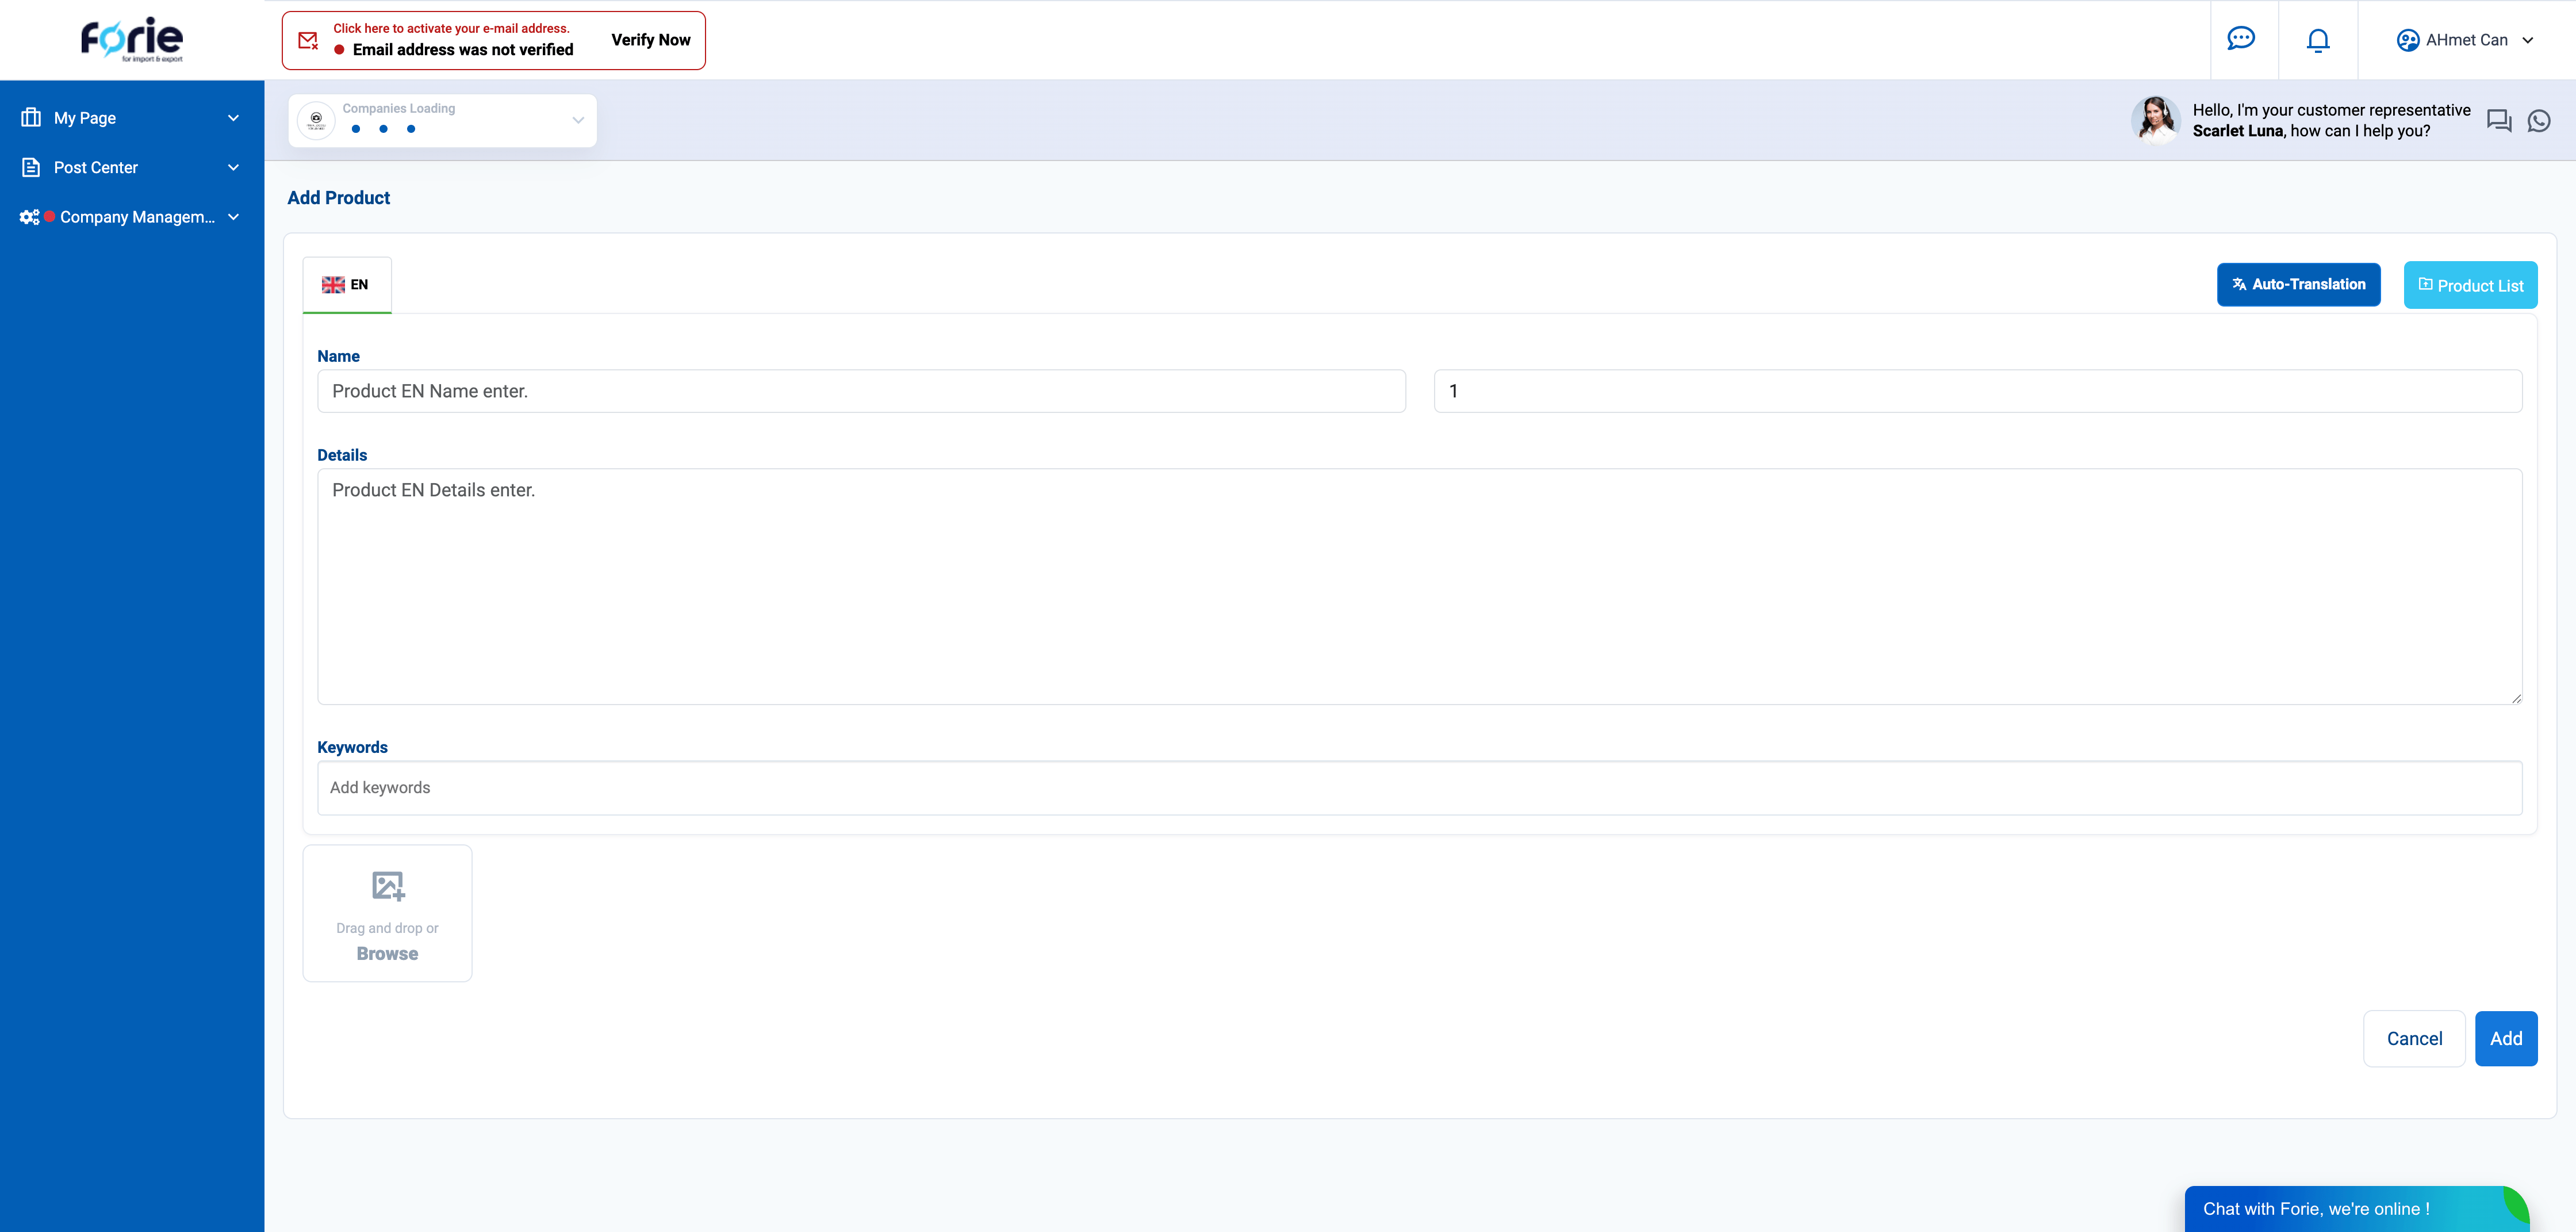 Forie
for import & export
Click here to activate your e-mail address.
Email address was not verified
Verify Now
AHmet Can
My Page
Post Center
Company Managem...
Companies Loading
Hello, I'm your customer representative
Scarlet Luna, how can I help you?
Add Product
EN
Auto-Translation
Product List
Name
Product EN Name enter.
1
Details
Product EN Details enter.
Keywords
Add keywords
Drag and drop or
Browse
Cancel
Add
Chat with Forie, we're online !